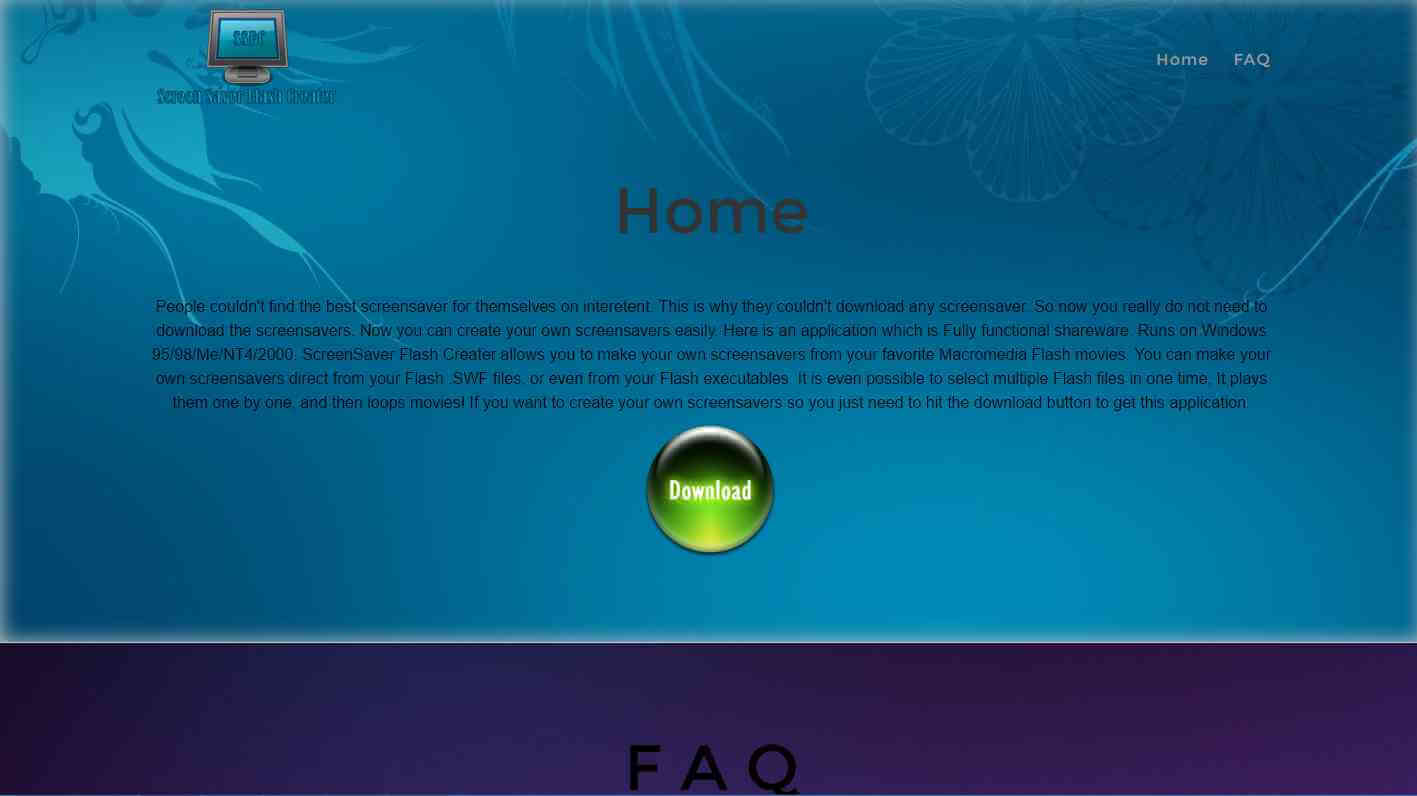 SSFC
Screen Saver Flash Creater
Home FAQ
Home
People couldn't find the best screensaver for themselves on interetent. This is why they couldn't download any screensaver. So now you really do not need to
download the screensavers. Now you can create your own screensavers easily. Here is an application which is Fully functional shareware. Runs on Windows
95/98/Me/NT4/2000. ScreenSaver Flash Creater allows you to make your own screensavers from your favorite Macromedia Flash movies. You can make your
own screensavers direct from your Flash .SWF files, or even from your Flash executables. It is even possible to select multiple Flash files in one time, It plays
them one by one, and then loops movies! If you want to create your own screensavers so you just need to hit the download button to get this application.
Download
F A Q